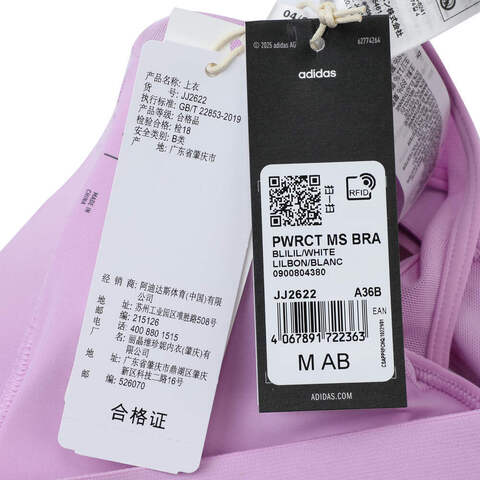 产品名称: 上衣
货 号: JJ2622
执行标准: GB/T 22853-2019
产品等级: 合格品
检验合格: 检18
安全类别: B类
产 地: 广东省肇庆市
经 销 商: 阿迪达斯体育(中国)有限公司
地 址: 苏州工业园区苏虹路508号
邮 编: 215126
电 话: 400 880 1515
制 造 商: 丽晶维珍妮内衣(肇庆)有限公司
地 址: 广东省肇庆市鼎湖区肇庆新区科技二路16号
邮 编: 526070
合格证
MADE IN
CHINA
© 2025 adidas AG
62774264
adidas
RFID
PWRCT MS BRA
BLILIL/WHITE
LILBON/BLANC
0900804380
JJ2622 A36B
EAN
4 067891 722363
M AB
ADIDAS.COM